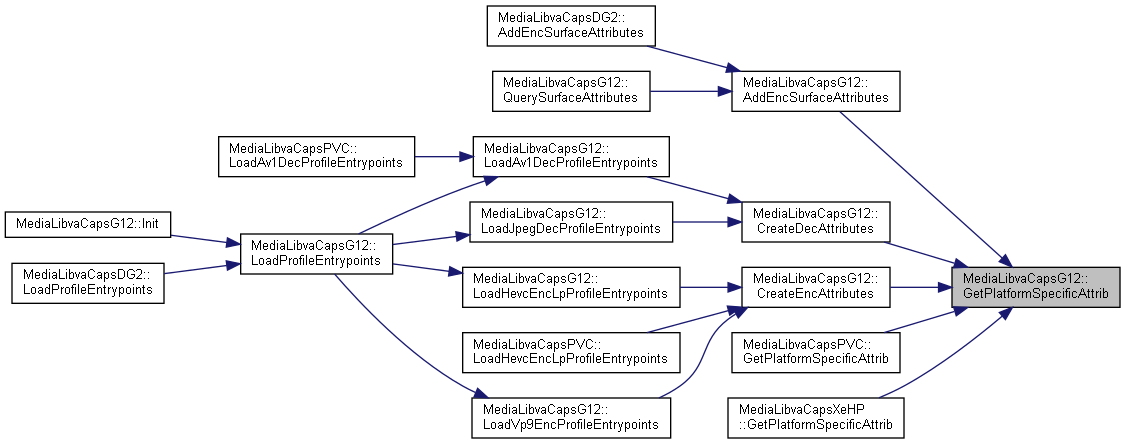 MediaLibvaCapsDG2::
AddEncSurfaceAttributes
MediaLibvaCapsG12::
QuerySurfaceAttributes
MediaLibvaCapsG12::
AddEncSurfaceAttributes
MediaLibvaCapsPVC::
LoadAv1DecProfileEntrypoints
MediaLibvaCapsG12::
LoadAv1DecProfileEntrypoints
MediaLibvaCapsG12::Init
MediaLibvaCapsDG2::
LoadProfileEntrypoints
MediaLibvaCapsG12::
LoadProfileEntrypoints
MediaLibvaCapsG12::
LoadJpegDecProfileEntrypoints
MediaLibvaCapsG12::
CreateDecAttributes
MediaLibvaCapsG12::
LoadHevcEncLpProfileEntrypoints
MediaLibvaCapsG12::
CreateEncAttributes
MediaLibvaCapsG12::
GetPlatformSpecificAttrib
MediaLibvaCapsPVC::
LoadHevcEncLpProfileEntrypoints
MediaLibvaCapsPVC::
GetPlatformSpecificAttrib
MediaLibvaCapsG12::
LoadVp9EncProfileEntrypoints
MediaLibvaCapsXeHP
::GetPlatformSpecificAttrib